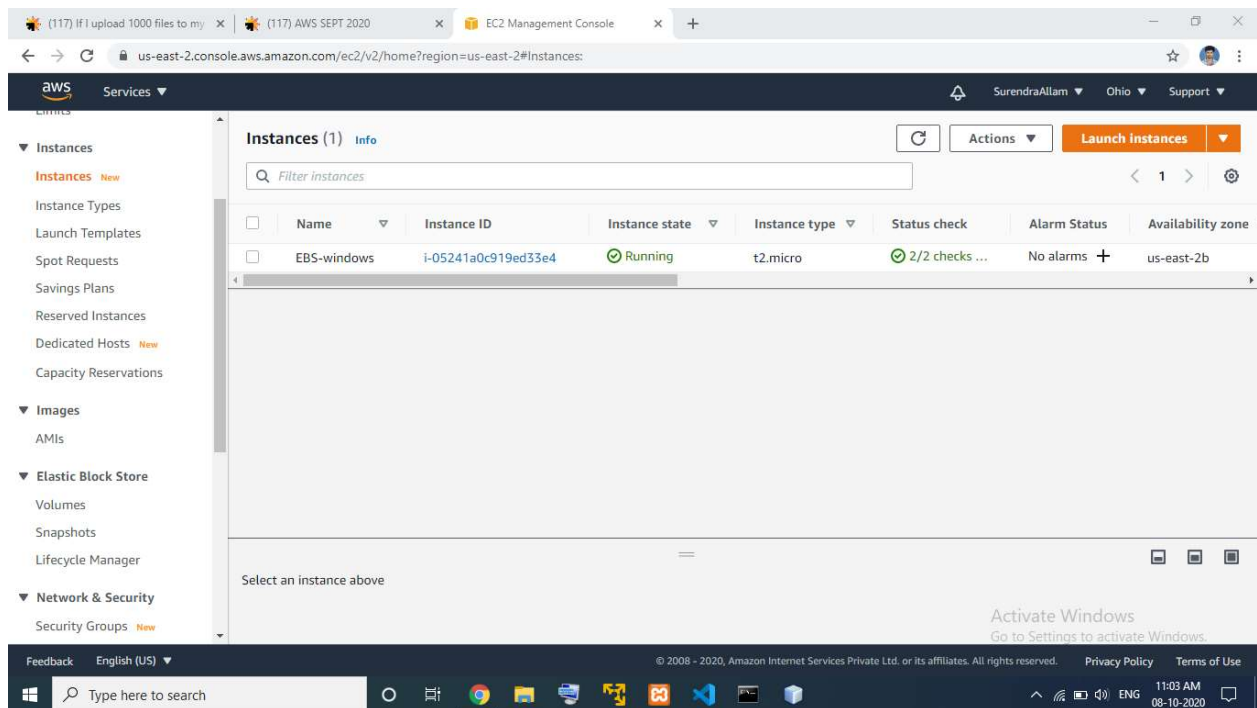 (117) If I upload 1000 files to my
(117) AWS SEPT 2020
EC2 Management Console
us-east-2.console.aws.amazon.com/ec2/v2/home?region=us-east-2#Instances:
aws Services SurendraAllam Ohio Support
Limits
Instances
Instances New
Instance Types
Launch Templates
Spot Requests
Savings Plans
Reserved Instances
Dedicated Hosts New
Capacity Reservations
Images
AMIs
Elastic Block Store
Volumes
Snapshots
Lifecycle Manager
Network & Security
Security Groups New
Instances (1) Info Actions Launch instances
Filter instances 1
Name Instance ID Instance state Instance type Status check Alarm Status Availability zone
EBS-windows i-05241a0c919ed33e4 Running t2.micro 2/2 checks ... No alarms + us-east-2b
Select an instance above
Activate Windows
Go to Settings to activate Windows.
Feedback English (US) © 2008 - 2020, Amazon Internet Services Private Ltd. or its affiliates. All rights reserved. Privacy Policy Terms of Use
Type here to search ENG 11:03 AM
08-10-2020